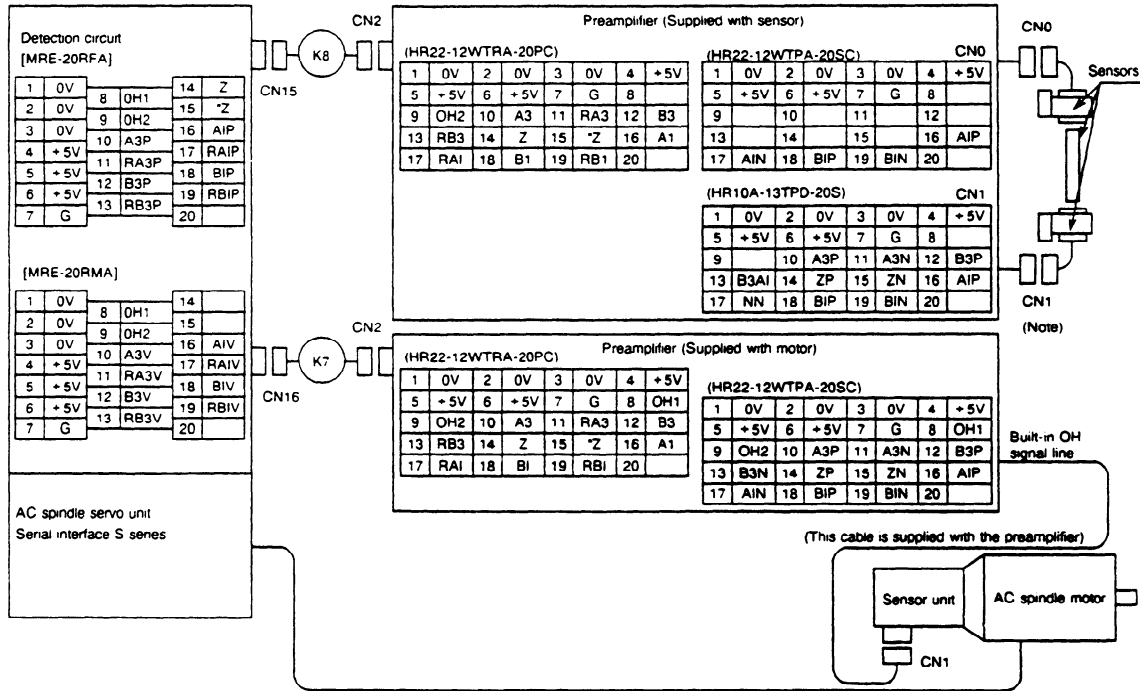 Detection circuit
[MRE-20RFA]
1 0V 8 0H1 14 Z
2 0V 9 0H2 15 *Z
3 0V 10 A3P 16 AIP
4 +5V 11 RA3P 17 RAIP
5 +5V 12 B3P 18 BIP
6 +5V 13 RB3P 19 RBIP
7 G 20
[MRE-20RMA]
1 0V 8 0H1 14
2 0V 9 0H2 15
3 0V 10 A3V 16 AIV
4 +5V 11 RA3V 17 RAIV
5 +5V 12 B3V 18 BIV
6 +5V 13 RB3V 19 RBIV
7 G 20
AC spindle servo unit
Serial interface S series
CN15
K8
CN2
CN16
K7
CN2
Preamplifier (Supplied with sensor)
(HR22-12WTRA-20PC)
1 0V 2 0V 3 0V 4 +5V
5 +5V 6 +5V 7 G 8
9 OH2 10 A3 11 RA3 12 B3
13 RB3 14 Z 15 *Z 16 A1
17 RAI 18 B1 19 RB1 20
(HR22-12WTPA-20SC) CN0
1 0V 2 0V 3 0V 4 +5V
5 +5V 6 +5V 7 G 8
9 10 11 12
13 14 15 16 AIP
17 AIN 18 BIP 19 BIN 20
(HR10A-13TPD-20S) CN1
1 0V 2 0V 3 0V 4 +5V
5 +5V 6 +5V 7 G 8
9 10 A3P 11 A3N 12 B3P
13 B3AI 14 ZP 15 ZN 16 AIP
17 NN 18 BIP 19 BIN 20
CN0
Sensors
CN1
(Note)
Preamplifier (Supplied with motor)
(HR22-12WTRA-20PC)
1 0V 2 0V 3 0V 4 +5V
5 +5V 6 +5V 7 G 8 OH1
9 OH2 10 A3 11 RA3 12 B3
13 RB3 14 Z 15 *Z 16 A1
17 RAI 18 BI 19 RBI 20
(HR22-12WTPA-20SC)
1 0V 2 0V 3 0V 4 +5V
5 +5V 6 +5V 7 G 8 OH1
9 OH2 10 A3P 11 A3N 12 B3P
13 B3N 14 ZP 15 ZN 16 AIP
17 AIN 18 BIP 19 BIN 20
Built-in OH
signal line
(This cable is supplied with the preamplifier)
Sensor unit
AC spindle motor
CN1